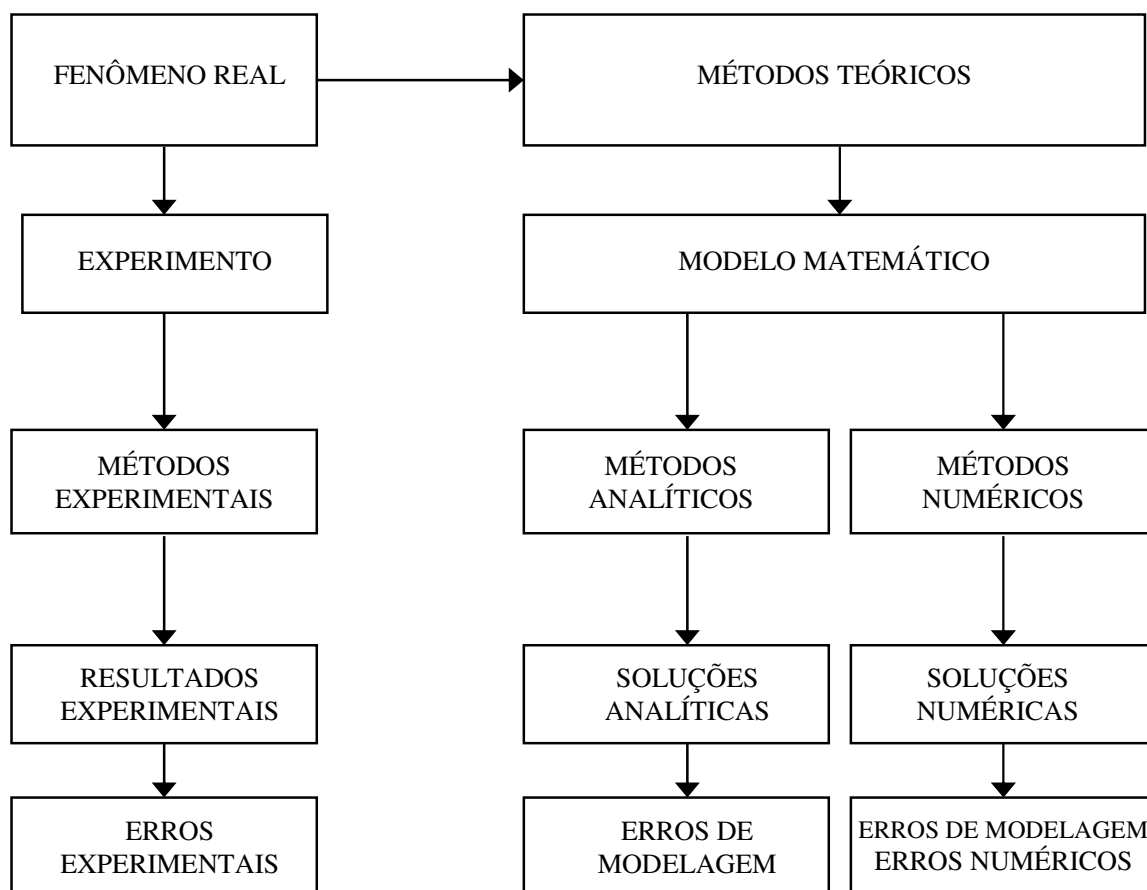 FENÔMENO REAL
MÉTODOS TEÓRICOS
EXPERIMENTO
MODELO MATEMÁTICO
MÉTODOS
EXPERIMENTAIS
MÉTODOS
ANALÍTICOS
MÉTODOS
NUMÉRICOS
RESULTADOS
EXPERIMENTAIS
SOLUÇÕES
ANALÍTICAS
SOLUÇÕES
NUMÉRICAS
ERROS
EXPERIMENTAIS
ERROS DE
MODELAGEM
ERROS DE MODELAGEM
ERROS NUMÉRICOS